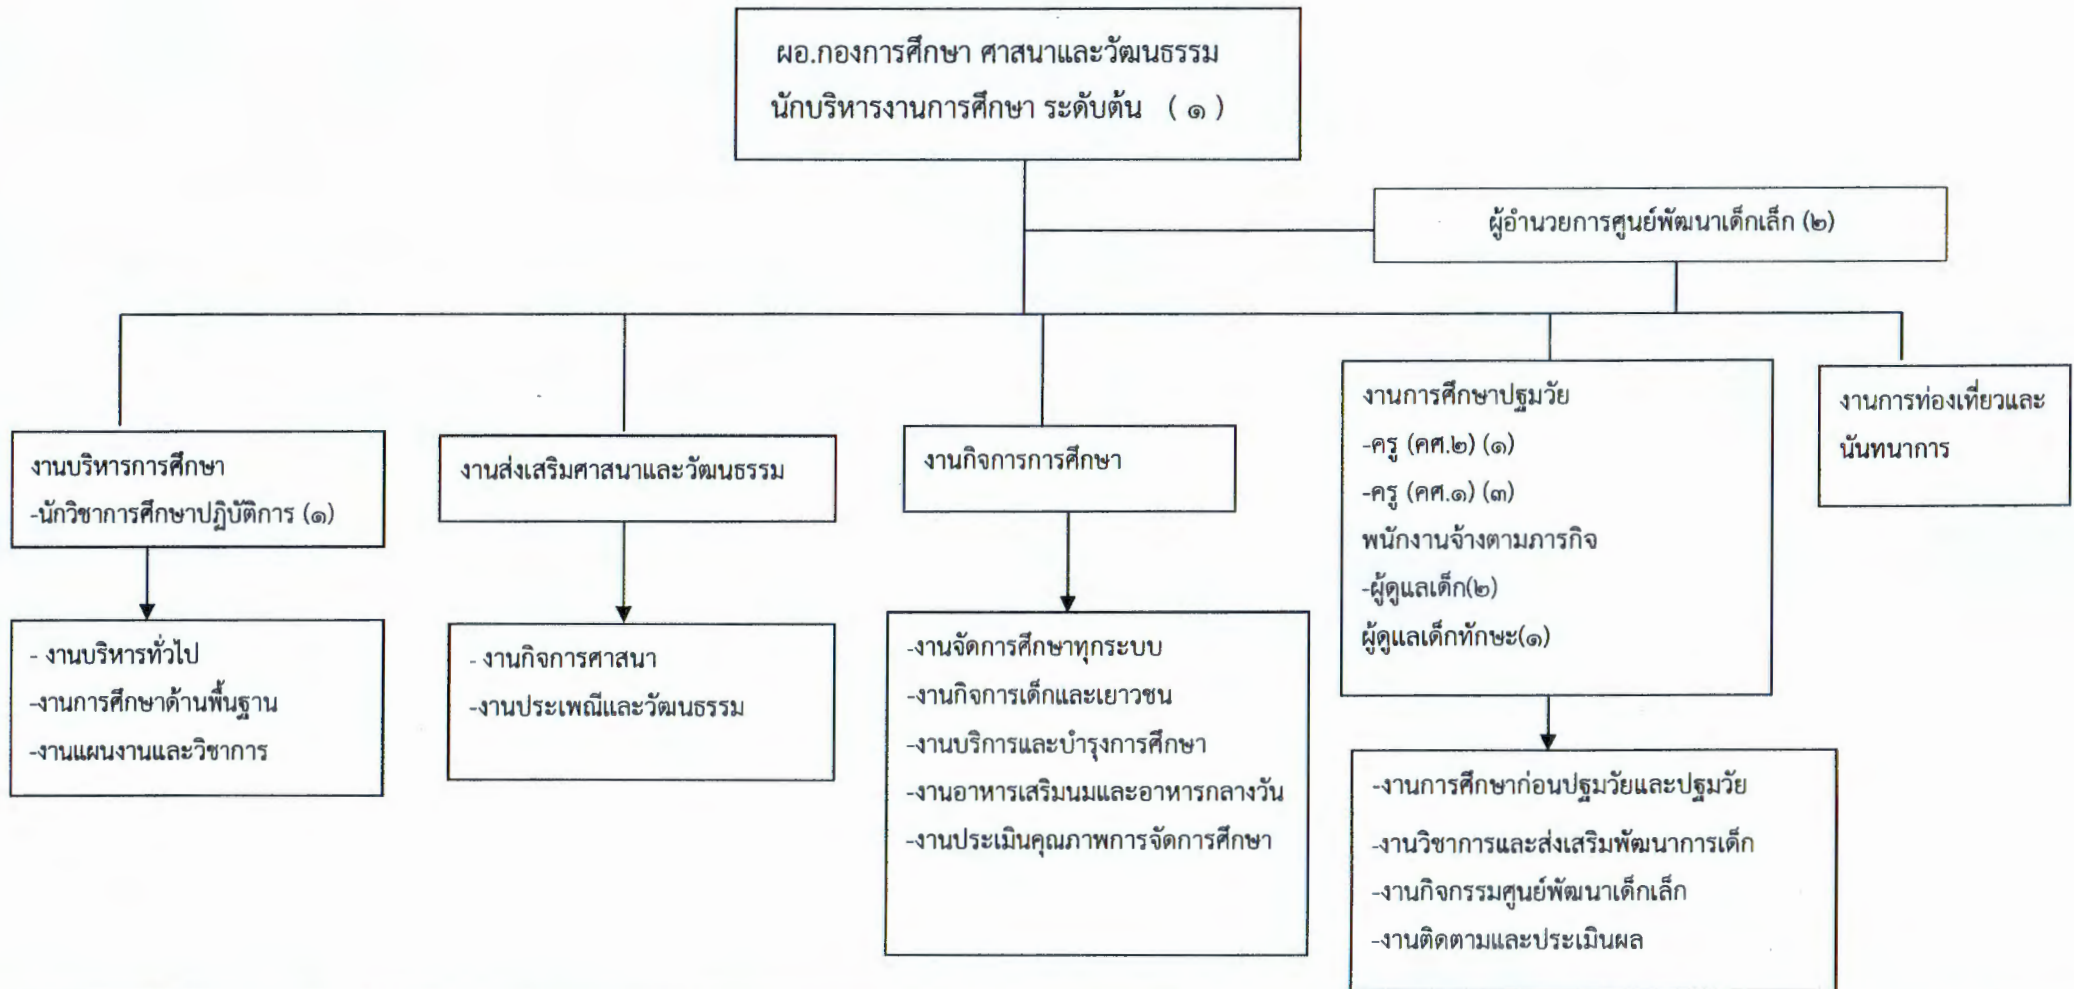 ผอ.กองการศึกษา ศาสนาและวัฒนธรรม
นักบริหารงานการศึกษา ระดับต้น ( ๑ )
ผู้อำนวยการศูนย์พัฒนาเด็กเล็ก (๒)
งานบริหารการศึกษา
-นักวิชาการศึกษาปฏิบัติการ (๑)
งานส่งเสริมศาสนาและวัฒนธรรม
งานกิจการการศึกษา
งานการศึกษาปฐมวัย
-ครู (คศ.๒) (๑)
-ครู (คศ.๑) (๓)
พนักงานจ้างตามภารกิจ
-ผู้ดูแลเด็ก(๒)
ผู้ดูแลเด็กทักษะ(๑)
งานการท่องเที่ยวและ
นันทนาการ
- งานบริหารทั่วไป
-งานการศึกษาด้านพื้นฐาน
-งานแผนงานและวิชาการ
- งานกิจการศาสนา
-งานประเพณีและวัฒนธรรม
-งานจัดการศึกษาทุกระบบ
-งานกิจการเด็กและเยาวชน
-งานบริการและบำรุงการศึกษา
-งานอาหารเสริมนมและอาหารกลางวัน
-งานประเมินคุณภาพการจัดการศึกษา
-งานการศึกษาก่อนปฐมวัยและปฐมวัย
-งานวิชาการและส่งเสริมพัฒนาการเด็ก
-งานกิจกรรมศูนย์พัฒนาเด็กเล็ก
-งานติดตามและประเมินผล